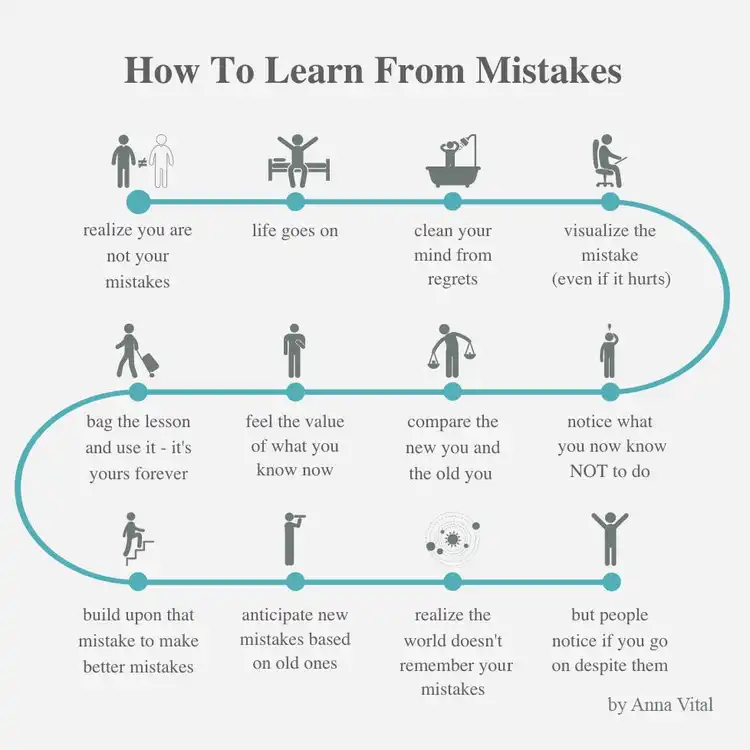 How To Learn From Mistakes
≠
realize you are
not your
mistakes
life goes on
clean your
mind from
regrets
visualize the
mistake
(even if it hurts)
notice what
you now know
NOT to do
compare the
new you and
the old you
feel the value
of what you
know now
bag the lesson
and use it - it's
yours forever
build upon that
mistake to make
better mistakes
anticipate new
mistakes based
on old ones
realize the
world doesn't
remember your
mistakes
but people
notice if you go
on despite them
by Anna Vital